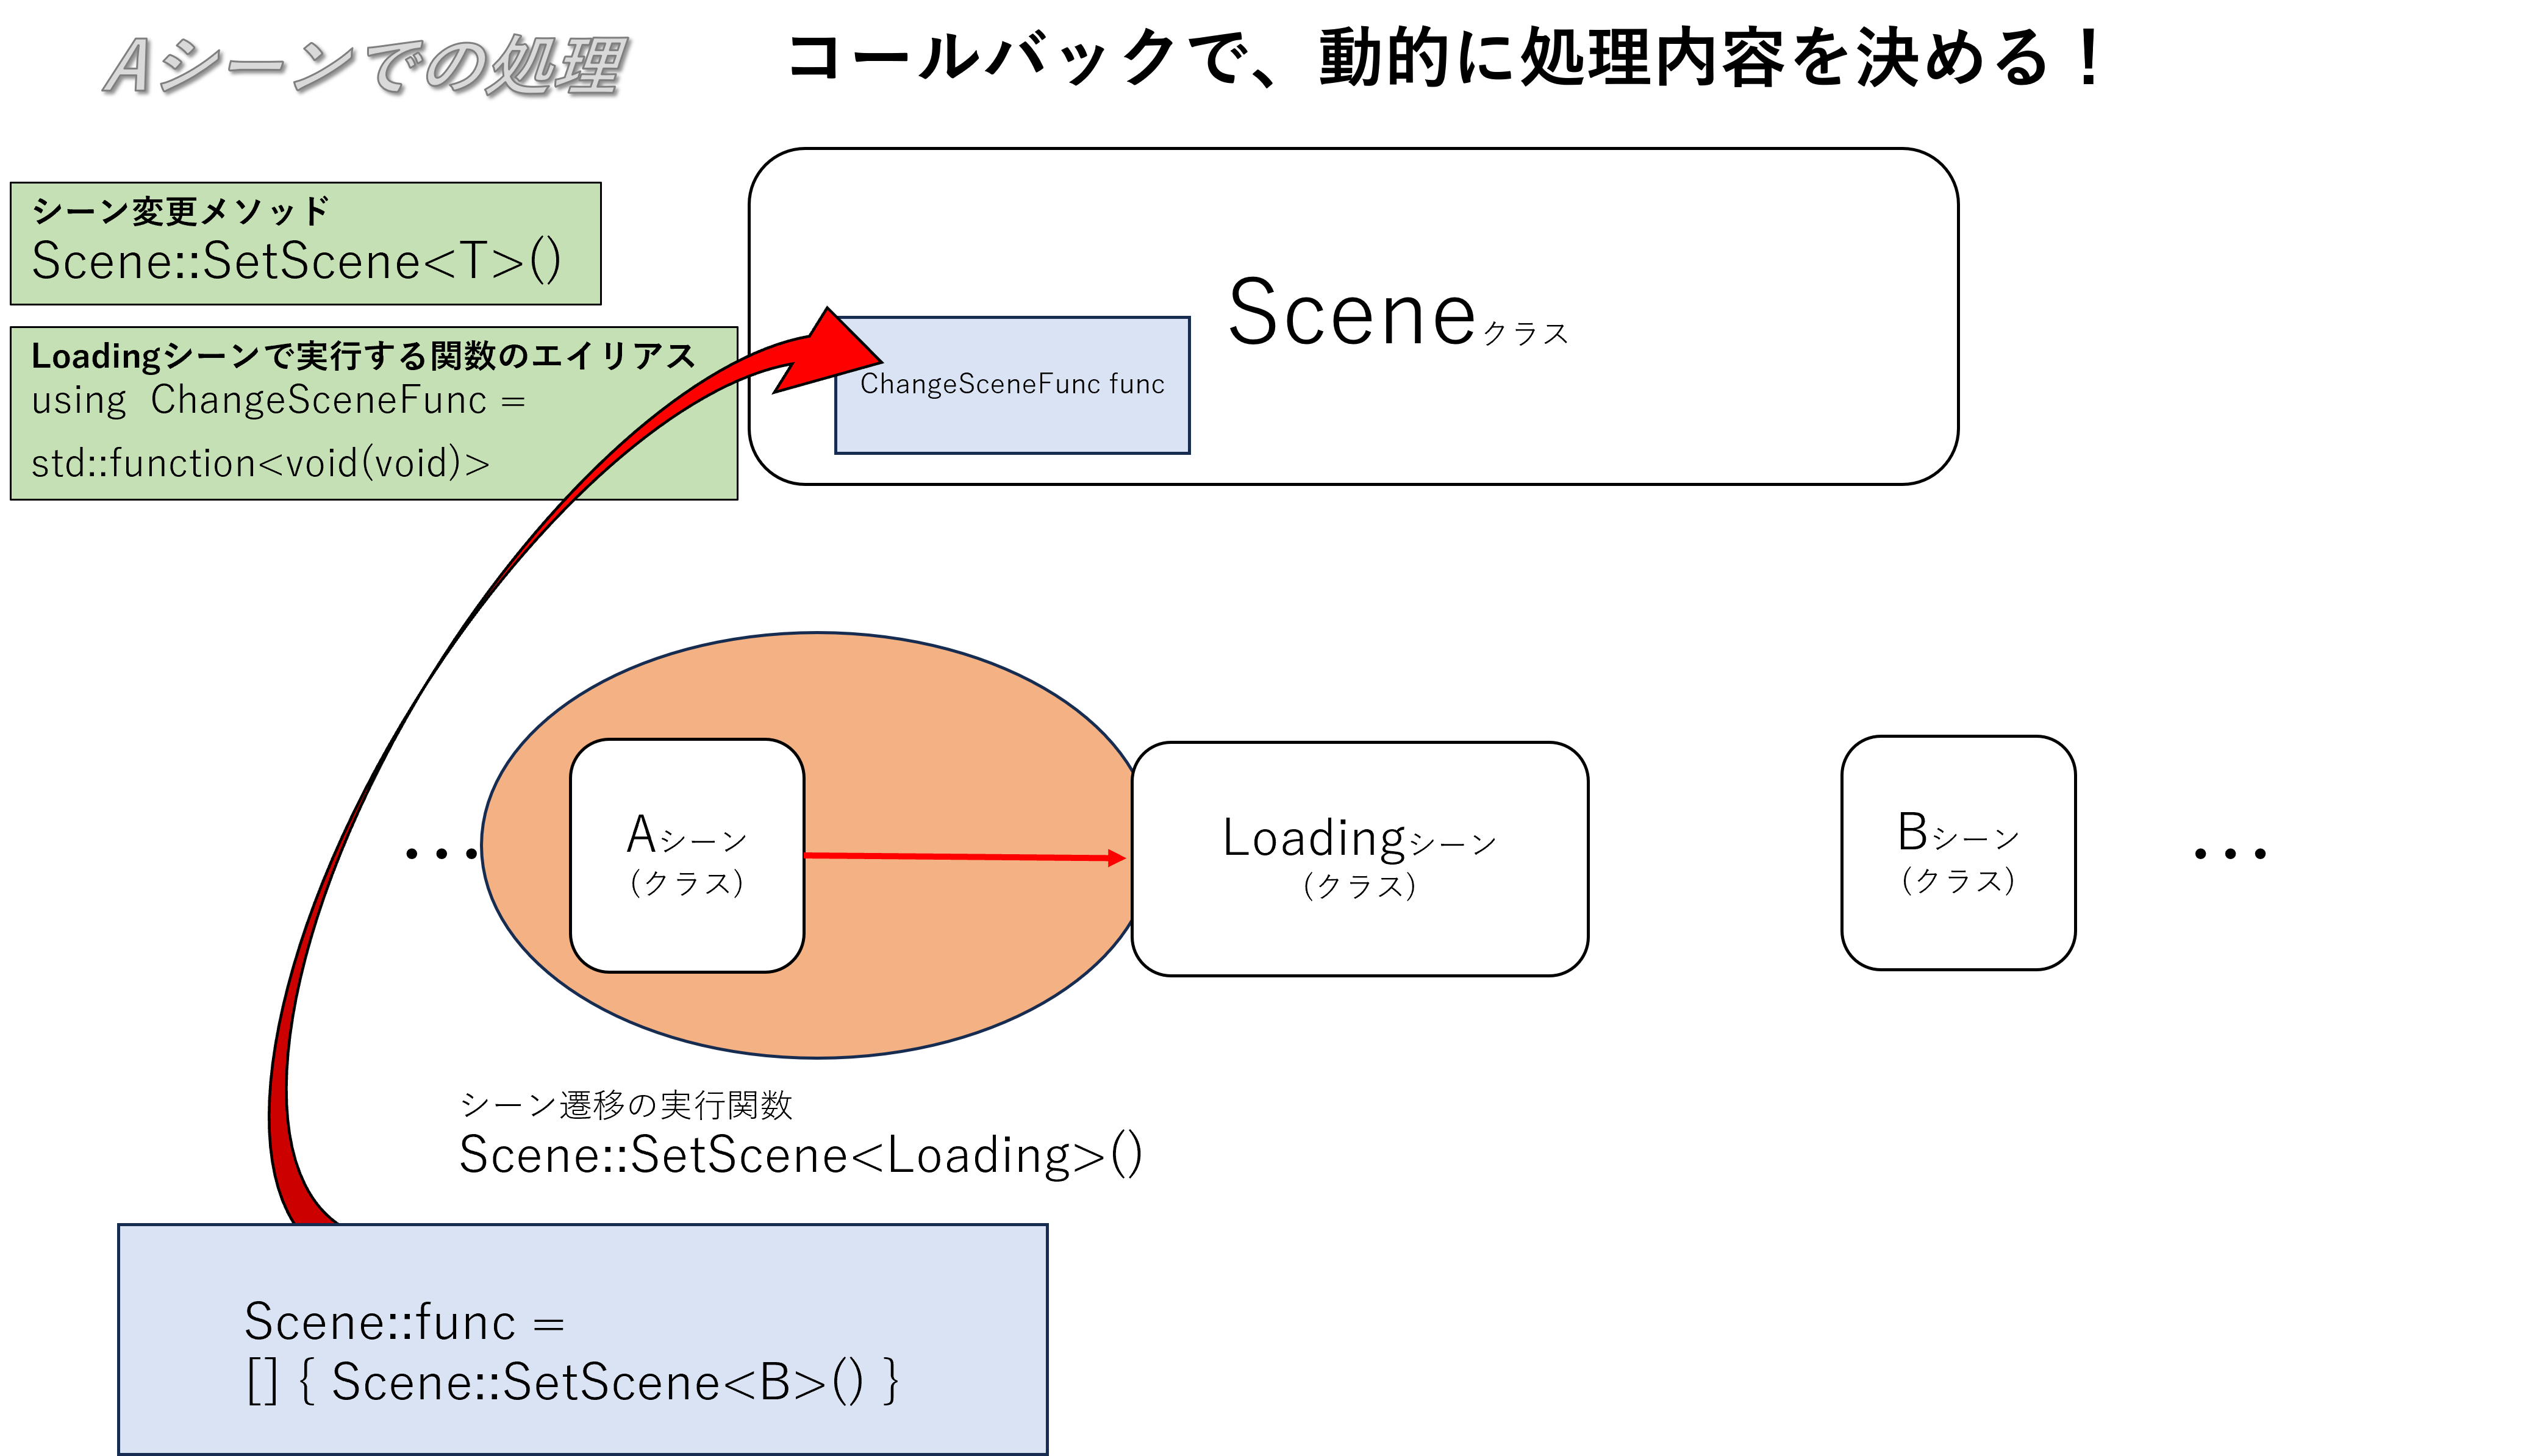 Aシーンでの処理
コールバックで、動的に処理内容を決める！
シーン変更メソッド
Scene::SetScene<T>()
Loadingシーンで実行する関数のエイリアス
using ChangeSceneFunc =
std::function<void(void)>
Sceneクラス
ChangeSceneFunc func
…
Aシーン
(クラス)
Loadingシーン
(クラス)
Bシーン
(クラス)
…
シーン遷移の実行関数
Scene::SetScene<Loading>()
Scene::func =
[] { Scene::SetScene<B>() }